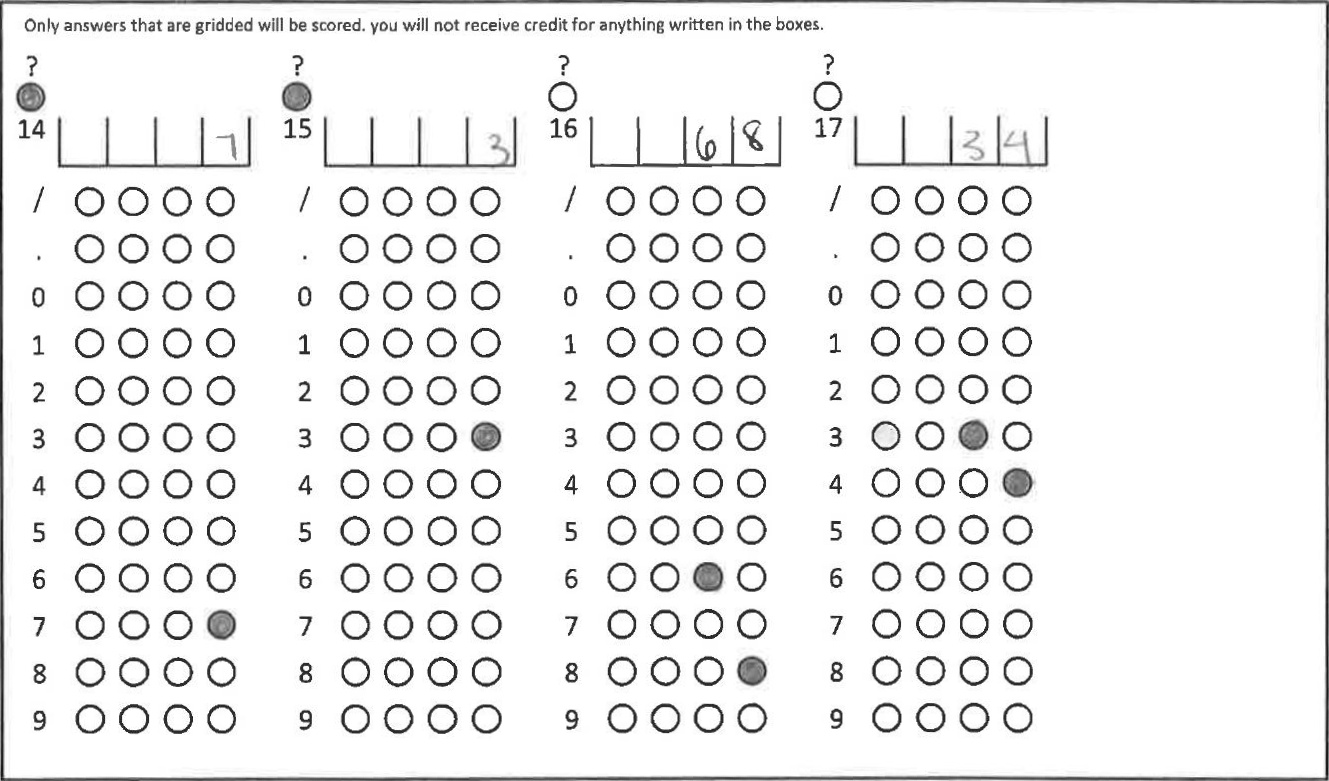 Only answers that are gridded will be scored. you will not receive credit for anything written in the boxes.
? ? ? ?
14 7 15 3 16 6 8 17 3 4
/ / / /
. . . .
0 0 0 0
1 1 1 1
2 2 2 2
3 3 3 3
4 4 4 4
5 5 5 5
6 6 6 6
7 7 7 7
8 8 8 8
9 9 9 9